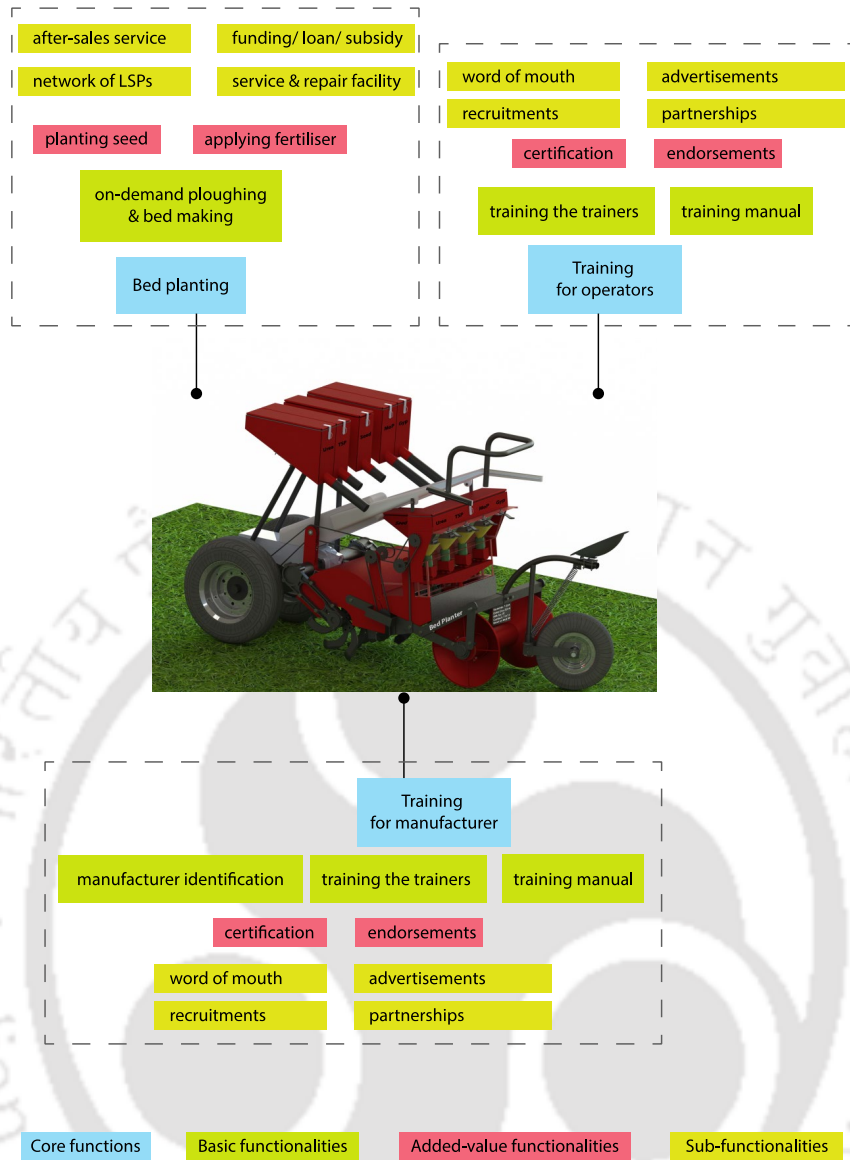 after-sales service
funding/ loan/ subsidy
network of LSPs
service & repair facility
planting seed
applying fertiliser
on-demand ploughing
& bed making
Bed planting
word of mouth
advertisements
recruitments
partnerships
certification
endorsements
training the trainers
training manual
Training
for operators
Bed Planter
Training
for manufacturer
manufacturer identification
training the trainers
training manual
certification
endorsements
word of mouth
advertisements
recruitments
partnerships
Core functions
Basic functionalities
Added-value functionalities
Sub-functionalities